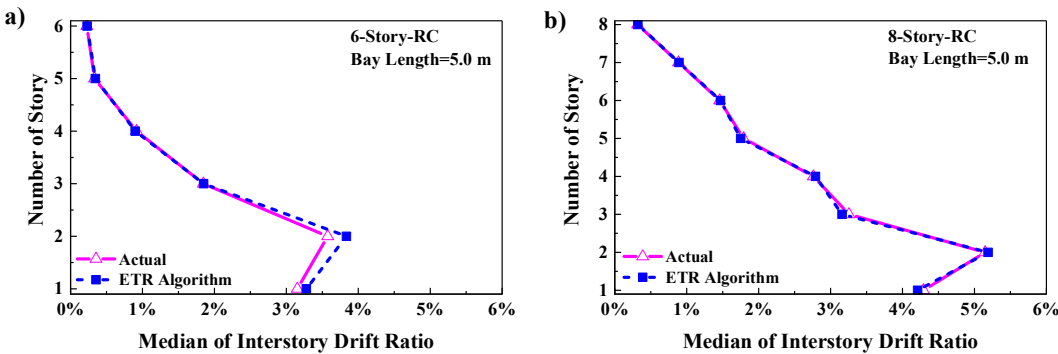 a)
6-Story-RC
Bay Length=5.0 m
Number of Story
6
5
4
3
2
1
Actual
ETR Algorithm
0% 1% 2% 3% 4% 5% 6%
Median of Interstory Drift Ratio
b)
8-Story-RC
Bay Length=5.0 m
Number of Story
8
7
6
5
4
3
2
1
Actual
ETR Algorithm
0% 1% 2% 3% 4% 5% 6%
Median of Interstory Drift Ratio